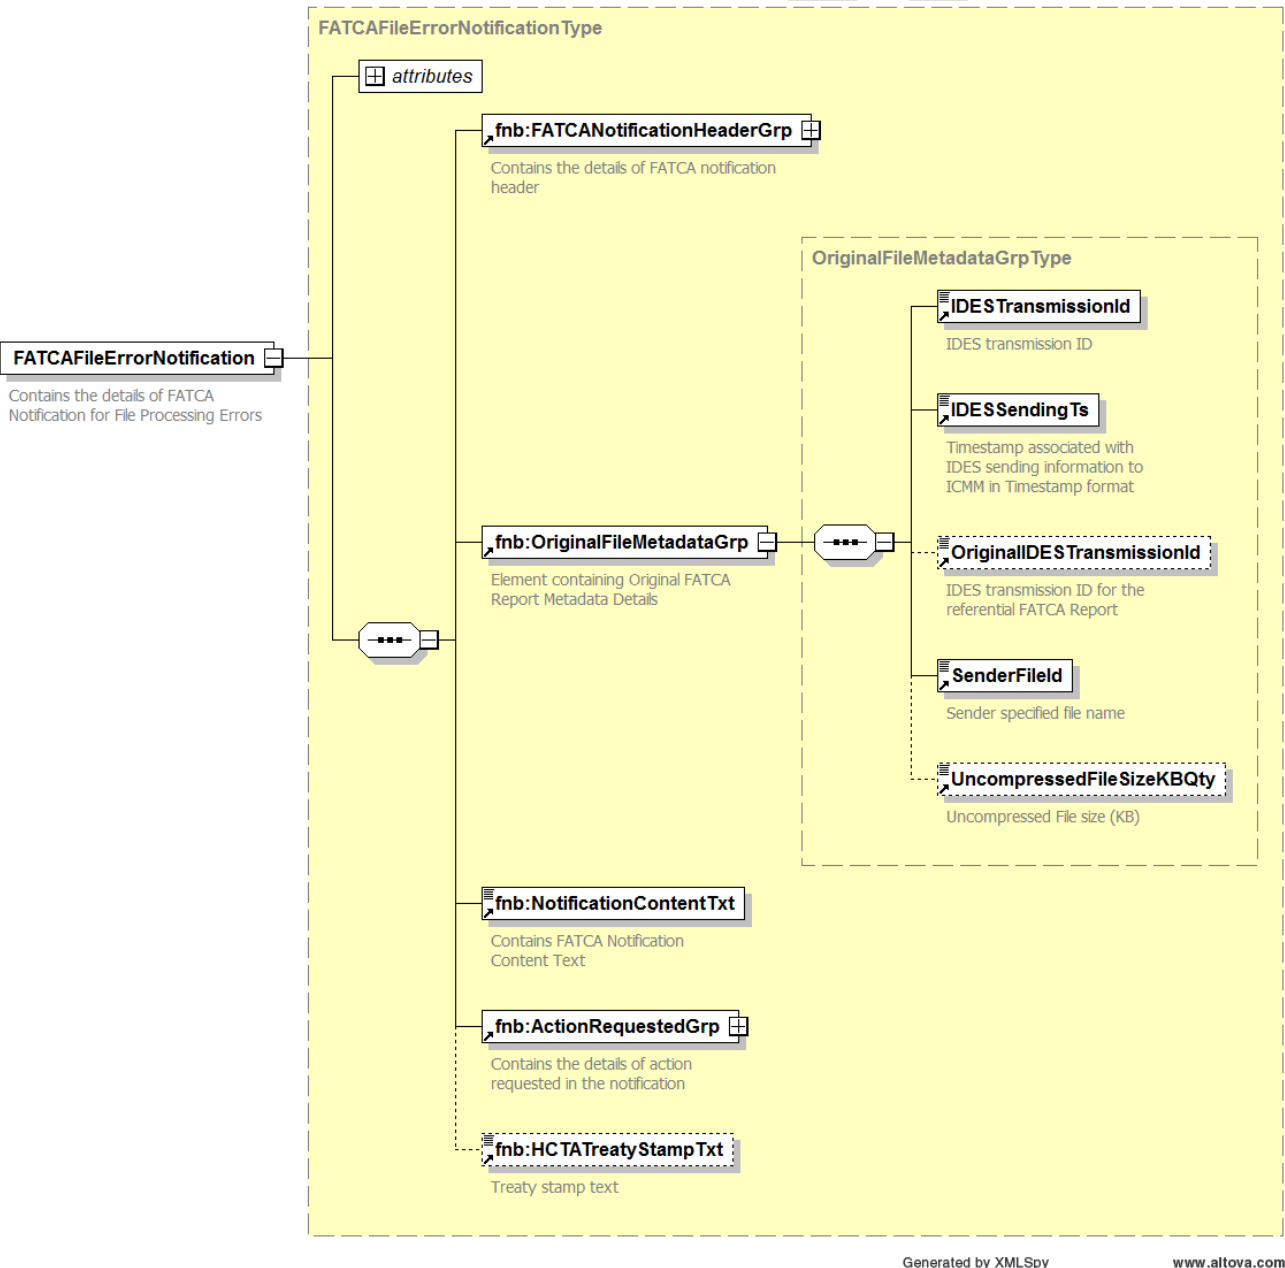 FATCAFileErrorNotificationType
attributes
fnb:FATCANotificationHeaderGrp
Contains the details of FATCA notification
header
OriginalFileMetadataGrpType
IDESTransmissionId
IDES transmission ID
FATCAFileErrorNotification
Contains the details of FATCA
Notification for File Processing Errors
IDESSendingTs
Timestamp associated with
IDES sending information to
ICMM in Timestamp format
fnb:OriginalFileMetadataGrp
Element containing Original FATCA
Report Metadata Details
OriginalIDESTransmissionId
IDES transmission ID for the
referential FATCA Report
SenderFileId
Sender specified file name
UncompressedFileSizeKBQty
Uncompressed File size (KB)
fnb:NotificationContentTxt
Contains FATCA Notification
Content Text
fnb:ActionRequestedGrp
Contains the details of action
requested in the notification
fnb:HCTATreatyStampTxt
Treaty stamp text
Generated by XMLSpy
www.altova.com